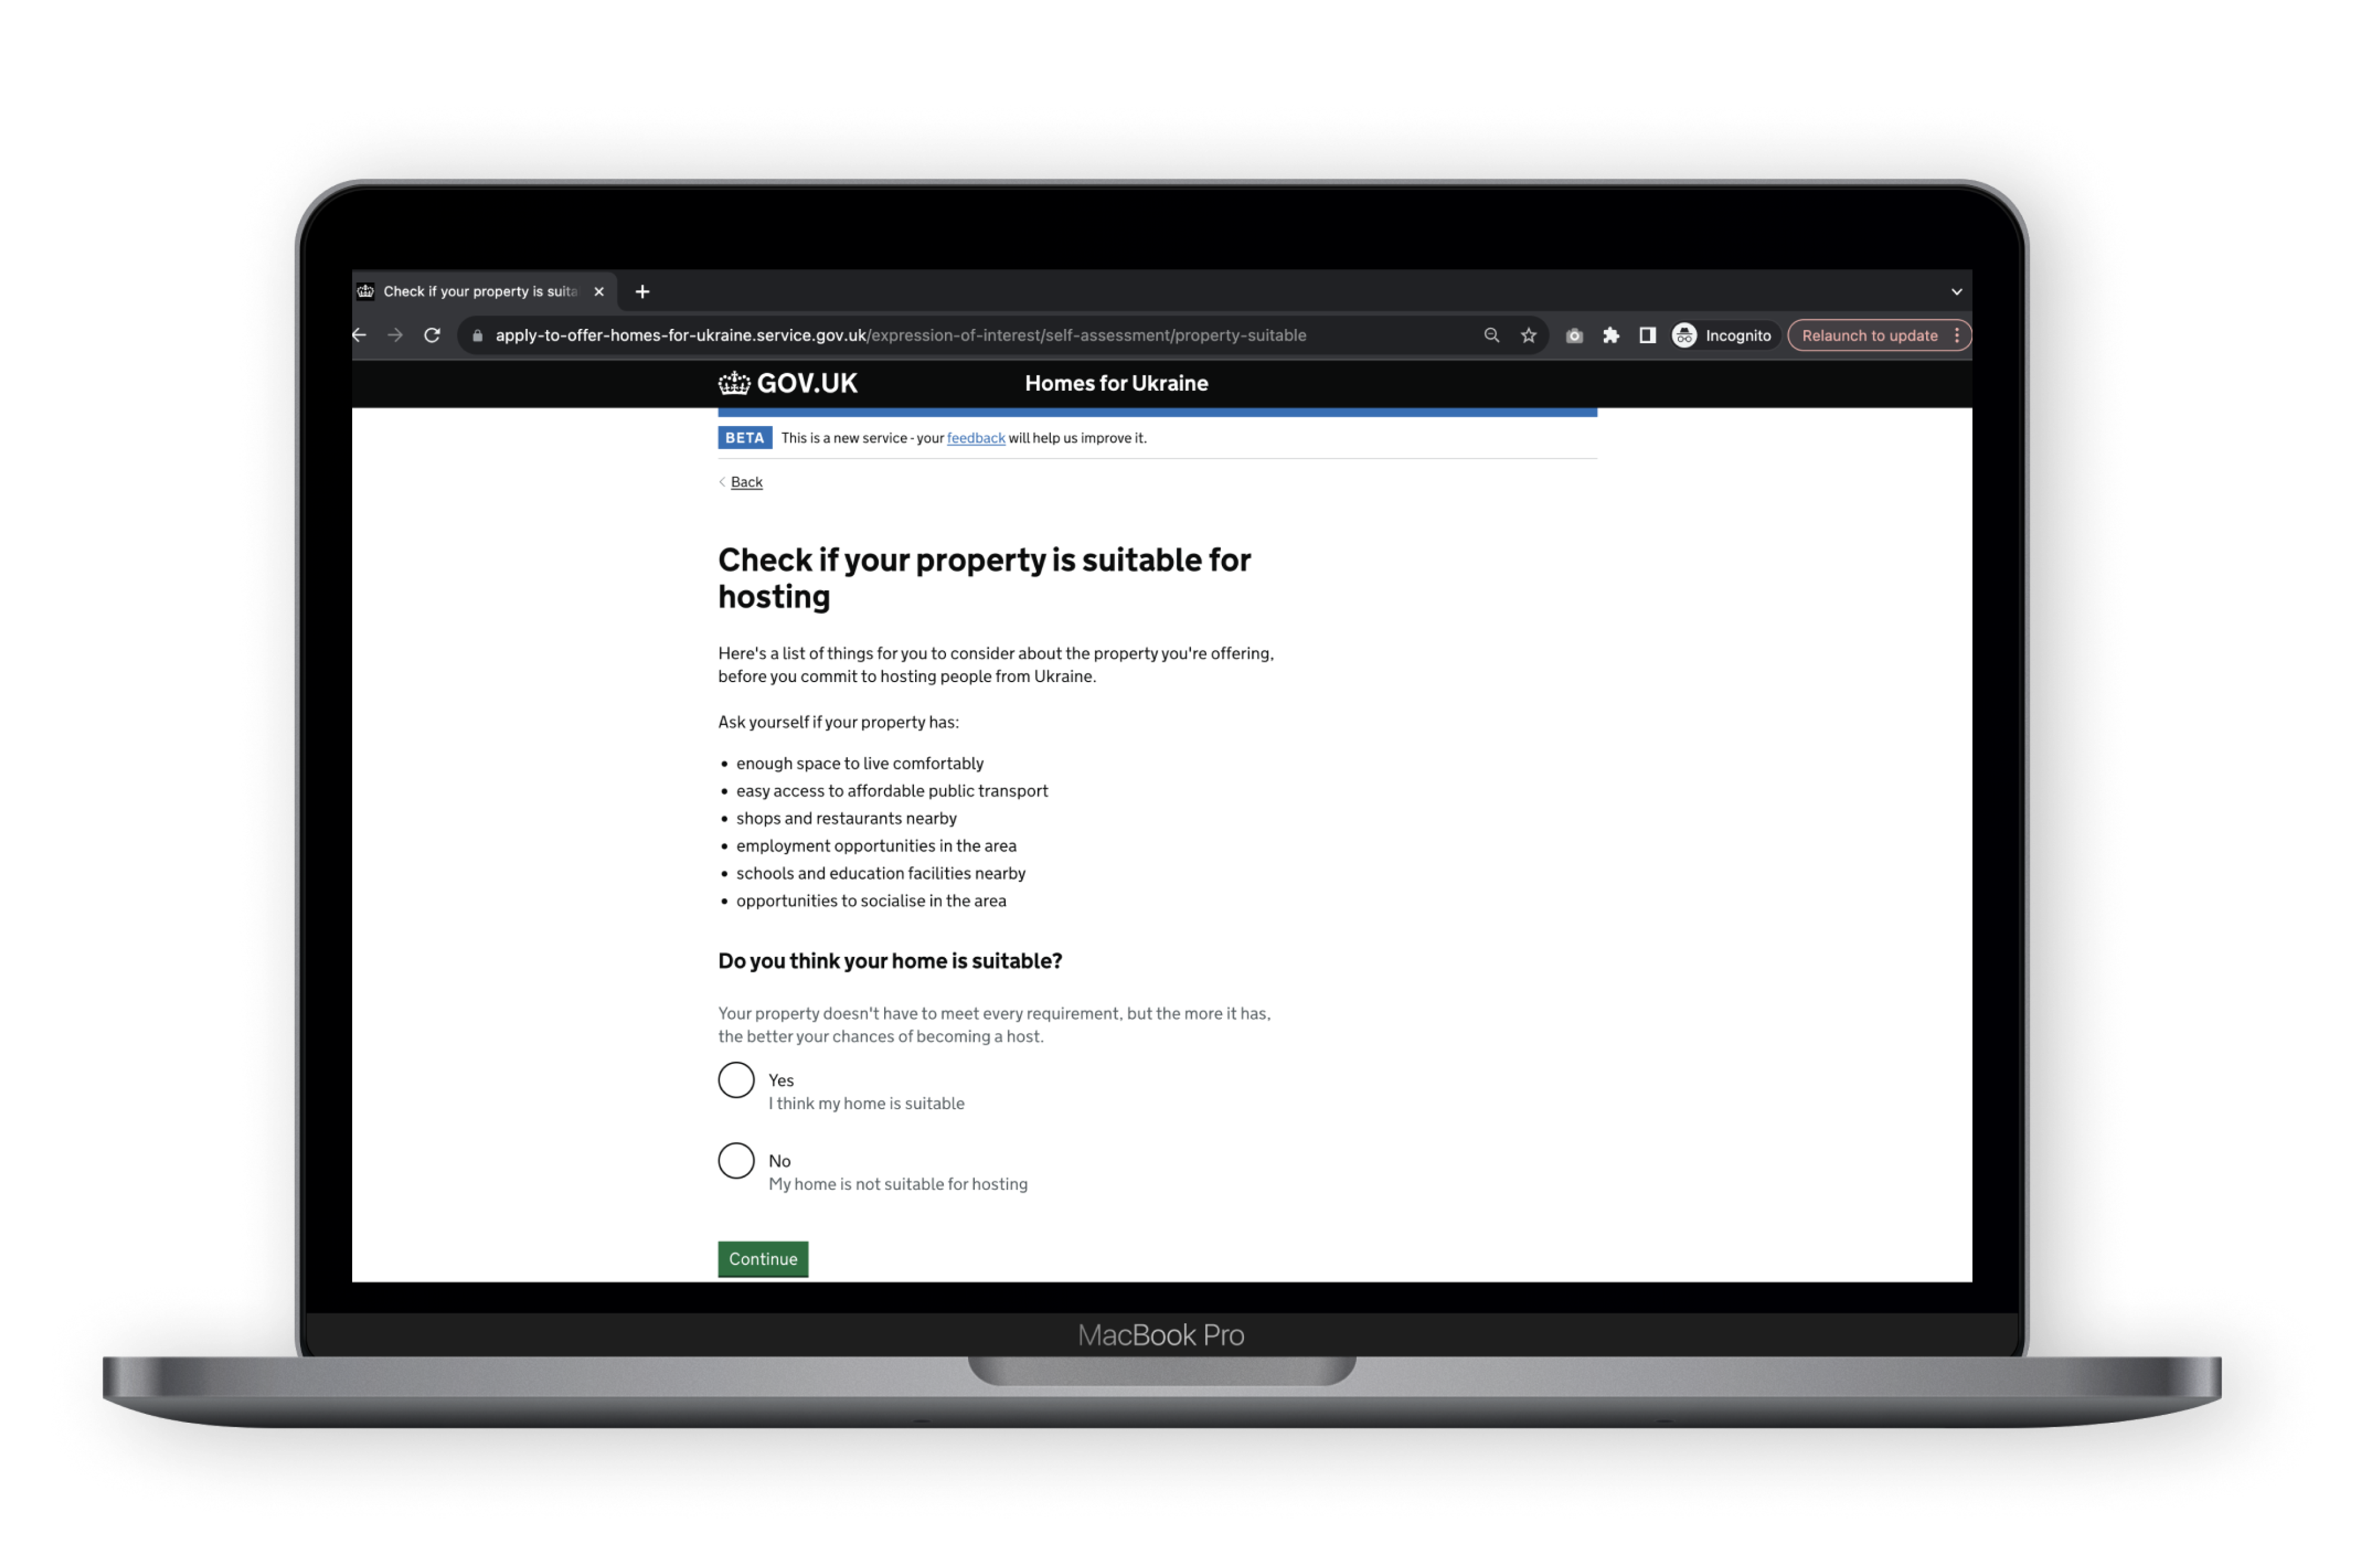 Check if your property is suita
apply-to-offer-homes-for-ukraine.service.gov.uk/expression-of-interest/self-assessment/property-suitable
Incognito
Relaunch to update
GOV.UK
Homes for Ukraine
BETA This is a new service - your feedback will help us improve it.
Back
Check if your property is suitable for
hosting
Here's a list of things for you to consider about the property you're offering,
before you commit to hosting people from Ukraine.
Ask yourself if your property has:
• enough space to live comfortably
• easy access to affordable public transport
• shops and restaurants nearby
• employment opportunities in the area
• schools and education facilities nearby
• opportunities to socialise in the area
Do you think your home is suitable?
Your property doesn't have to meet every requirement, but the more it has,
the better your chances of becoming a host.
Yes
I think my home is suitable
No
My home is not suitable for hosting
Continue
MacBook Pro